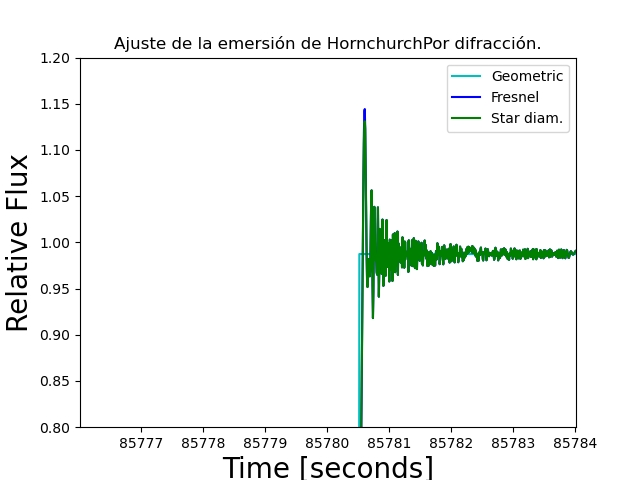 Ajuste de la emersión de HornchurchPor difracción.
Geometric
Fresnel
Star diam.
Relative Flux
1.20
1.15
1.10
1.05
1.00
0.95
0.90
0.85
0.80
85777 85778 85779 85780 85781 85782 85783 85784
Time [seconds]